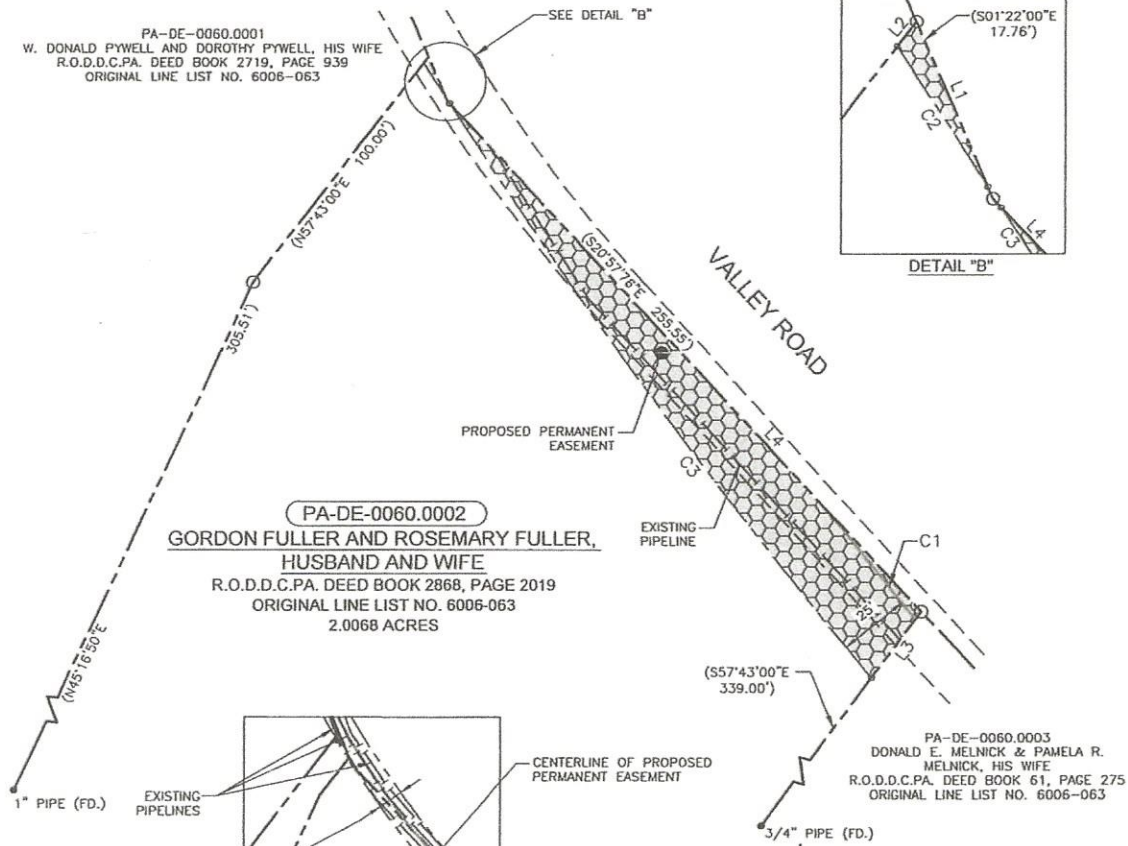 PA-DE-0060.0001
W. DONALD PYWELL AND DOROTHY PYWELL, HIS WIFE
R.O.D.D.C.PA. DEED BOOK 2719, PAGE 939
ORIGINAL LINE LIST NO. 6006-063
SEE DETAIL "B"
(S01°22'00"E
17.76')
L2
L1
C2
C3
L4
DETAIL "B"
(N57°43'00"E 100.00')
305.51')
(N45°16'50"E
(S20°57'76"E 255.55')
VALLEY ROAD
PROPOSED PERMANENT
EASEMENT
L4
C3
EXISTING
PIPELINE
C1
25'
L3
PA-DE-0060.0002
GORDON FULLER AND ROSEMARY FULLER,
HUSBAND AND WIFE
R.O.D.D.C.PA. DEED BOOK 2868, PAGE 2019
ORIGINAL LINE LIST NO. 6006-063
2.0068 ACRES
(S57°43'00"E
339.00')
PA-DE-0060.0003
DONALD E. MELNICK & PAMELA R.
MELNICK, HIS WIFE
R.O.D.D.C.PA. DEED BOOK 61, PAGE 275
ORIGINAL LINE LIST NO. 6006-063
1" PIPE (FD.)
EXISTING
PIPELINES
CENTERLINE OF PROPOSED
PERMANENT EASEMENT
3/4" PIPE (FD.)